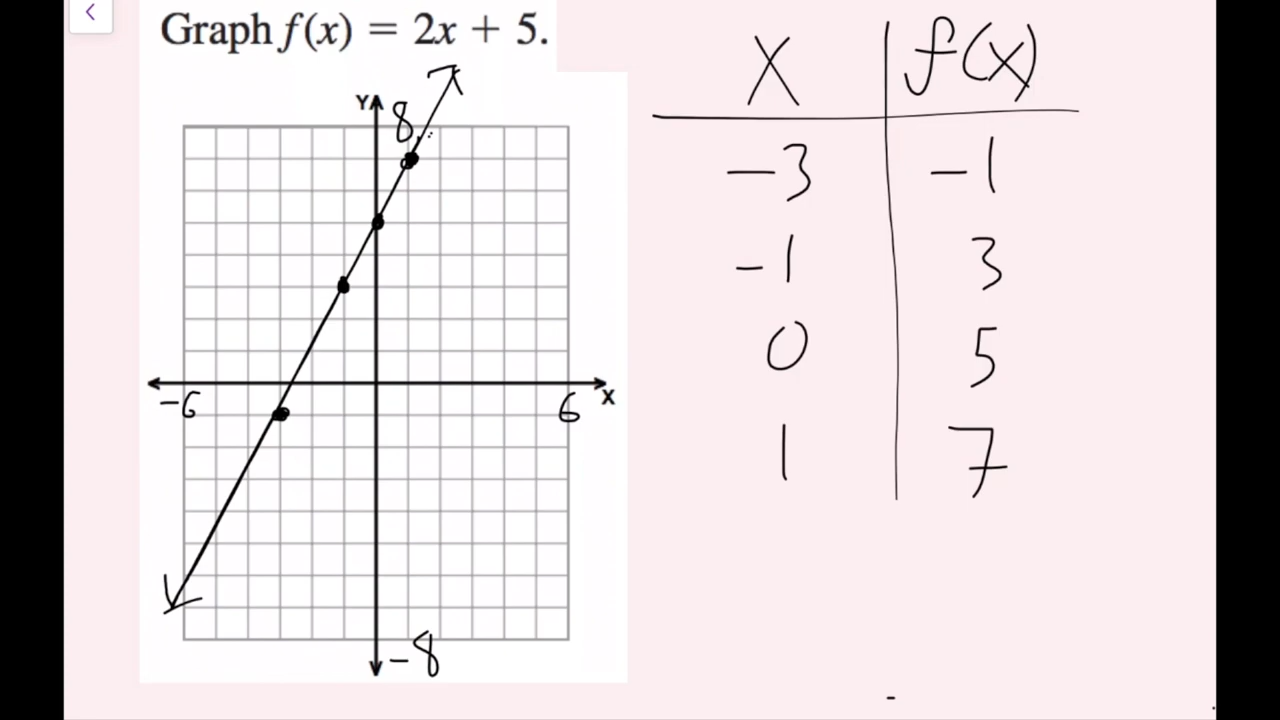 Graph f(x) = 2x + 5.
Y
8
-6
6
X
-8
X f(x)
-3 -1
-1 3
0 5
1 7